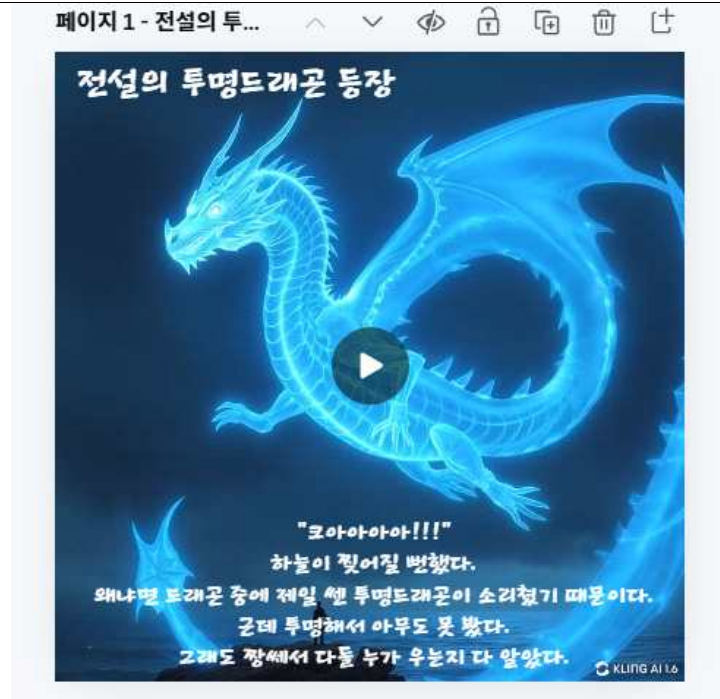 페이지 1 - 전설의 투...
전설의 투명드래곤 등장
"크아아아아!!!"
하늘이 찢어질 뻔했다.
왜냐면 드래곤 중에 제일 쎈 투명드래곤이 소리쳤기 때문이다.
근데 투명해서 아무도 못 봤다.
그래도 짱쎄서 다들 누가 우는지 다 알았다.
KLING AI 1.6